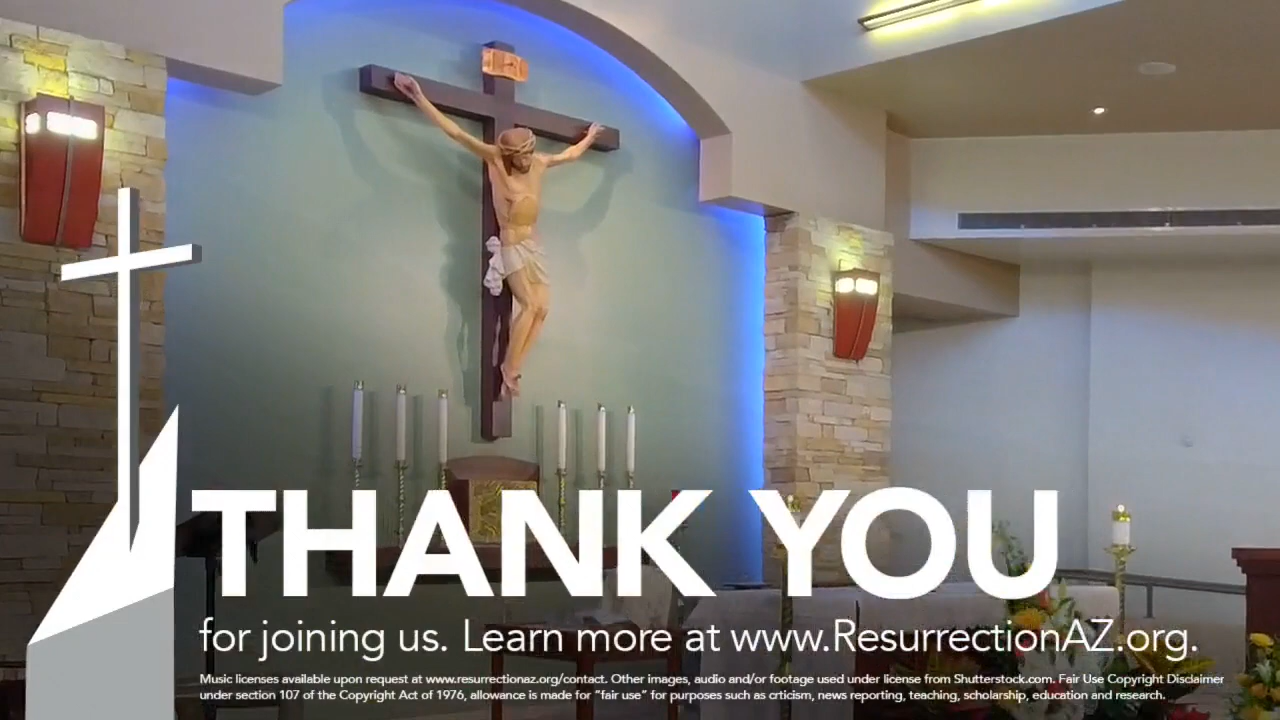 THANK YOU
for joining us. Learn more at www.ResurrectionAZ.org.
Music licenses available upon request at www.resurrectionaz.org/contact. Other images, audio and/or footage used under license from Shutterstock.com. Fair Use Copyright Disclaimer
under section 107 of the Copyright Act of 1976, allowance is made for "fair use" for purposes such as crticism, news reporting, teaching, scholarship, education and research.